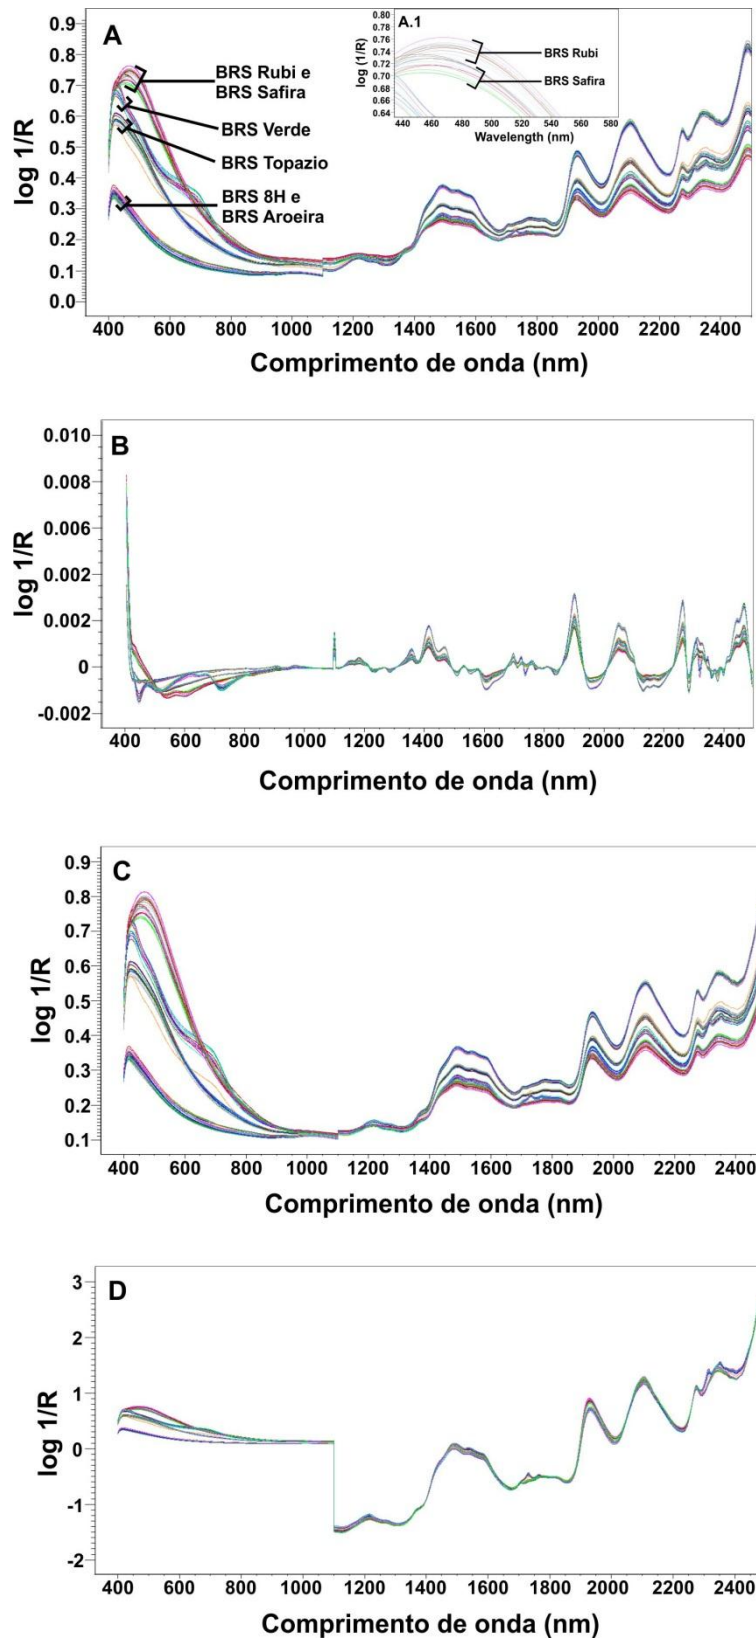 A
log 1/R
0.9
0.8
0.7
0.6
0.5
0.4
0.3
0.2
0.1
0.0
BRS Rubi e
BRS Safira
BRS Verde
BRS Topazio
BRS 8H e
BRS Aroeira
A.1
log (1/R)
0.80
0.78
0.76
0.74
0.72
0.70
0.68
0.66
0.64
BRS Rubi
BRS Safira
440 460 480 500 520 540 560 580
Wavelength (nm)
400 600 800 1000 1200 1400 1600 1800 2000 2200 2400
Comprimento de onda (nm)
B
log 1/R
0.010
0.008
0.006
0.002
0.002
0
-0.002
400 600 800 1000 1200 1400 1600 1800 2000 2200 2400
Comprimento de onda (nm)
C
log 1/R
0.9
0.8
0.7
0.6
0.5
0.4
0.3
0.2
0.1
400 600 800 1000 1200 1400 1600 1800 2000 2200 2400
Comprimento de onda (nm)
D
log 1/R
3
2
1
0
-1
-2
400 600 800 1000 1200 1400 1600 1800 2000 2200 2400
Comprimento de onda (nm)